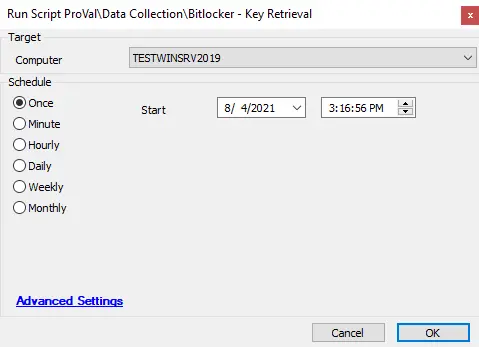 Run Script ProVal\Data Collection\Bitlocker - Key Retrieval
x
Target
Computer TESTWINSRV2019
Schedule
Once Start 8/ 4/2021 3:16:56 PM
Minute
Hourly
Daily
Weekly
Monthly
Advanced Settings
Cancel OK